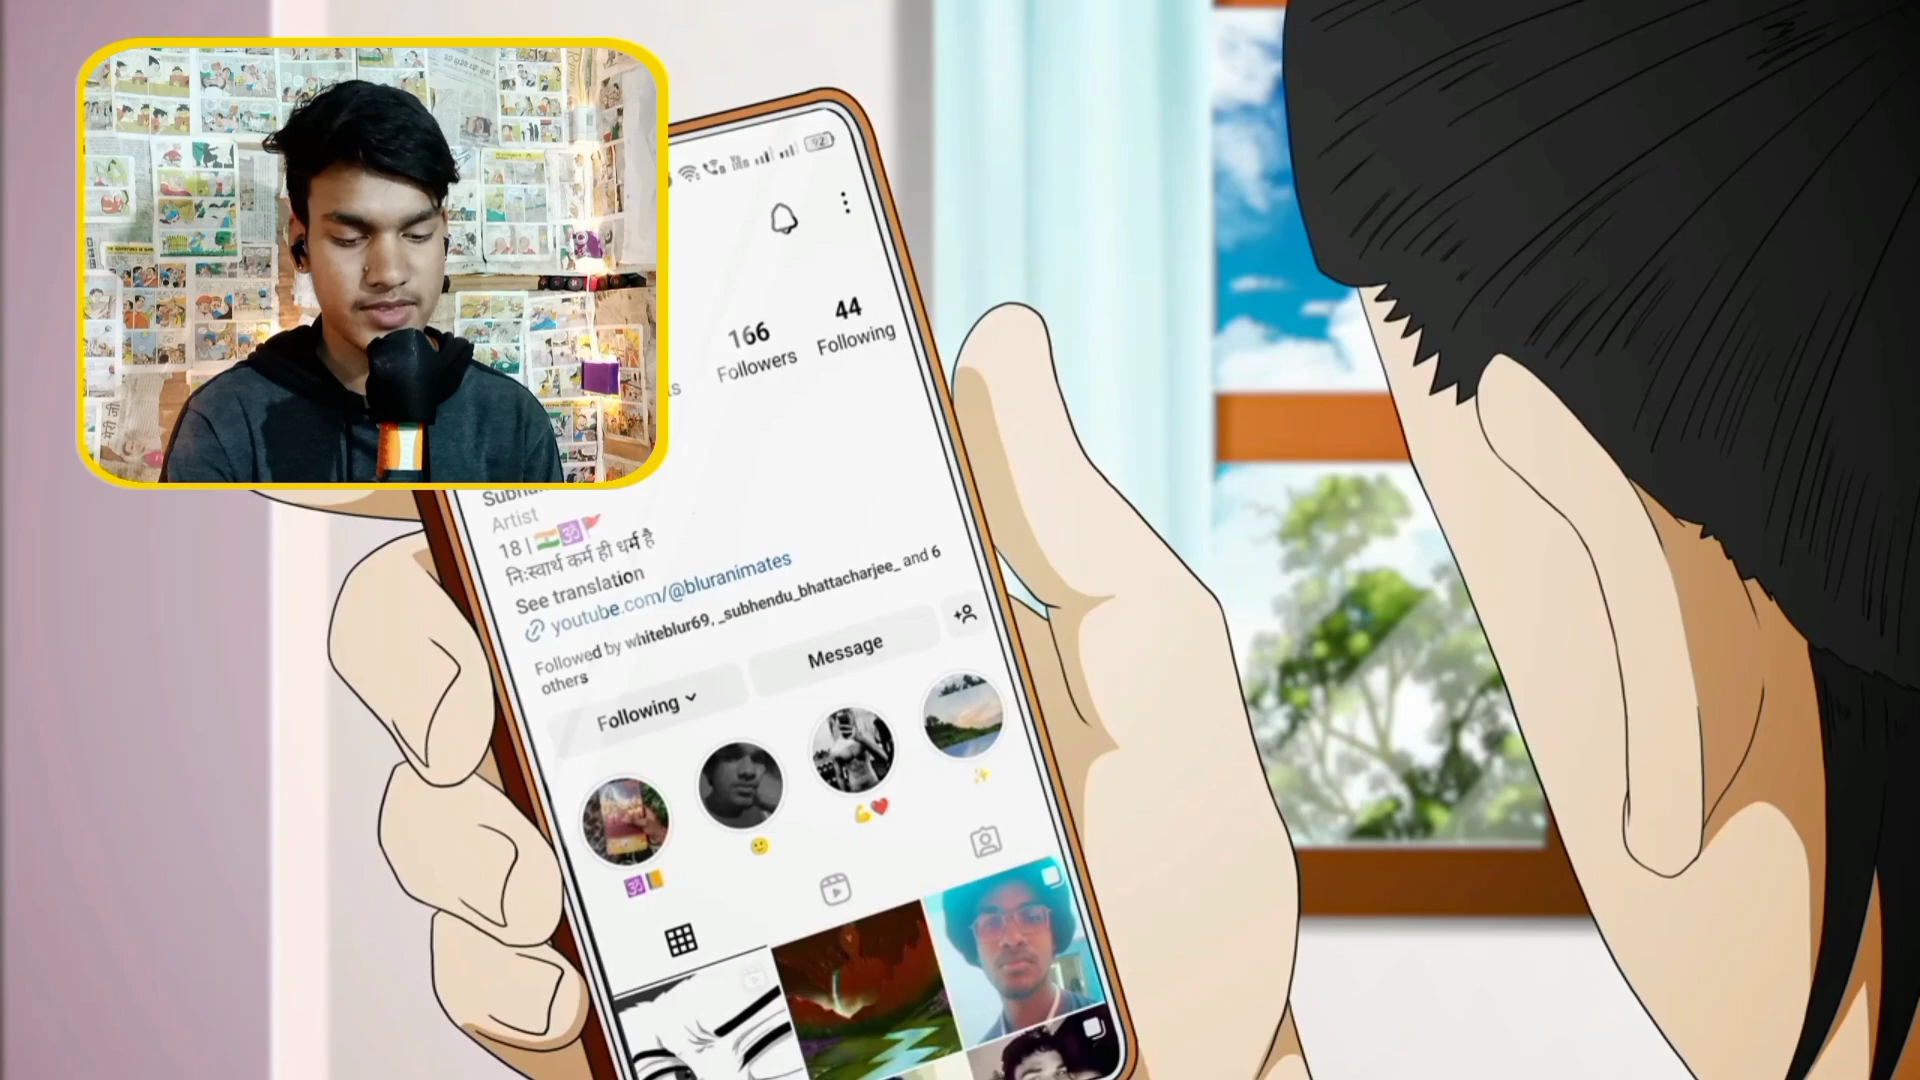 92
166
Followers
44
Following
Artist
18 | 🇮🇳🕉️🚩
निःस्वार्थ कर्म ही धर्म है
See translation
youtube.com/@bluranimates
Followed by whiteblur69, _subhendu_bhattacharjee_ and 6
others
Following
Message